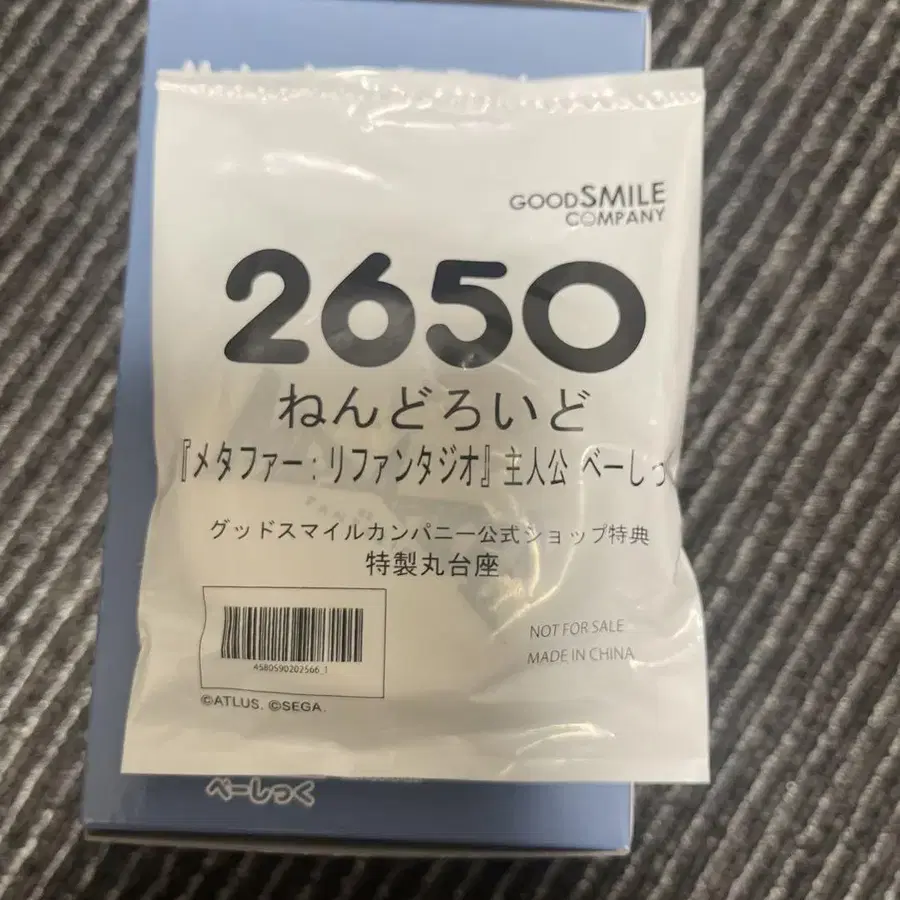 GOODSMILE
COMPANY
2650
ねんどろいど
『メタファー：リファンタジオ』主人公 べーしっく
グッドスマイルカンパニー公式ショップ特典
特製丸台座
4580590202566_1
NOT FOR SALE
MADE IN CHINA
©ATLUS. ©SEGA.
べーしっく